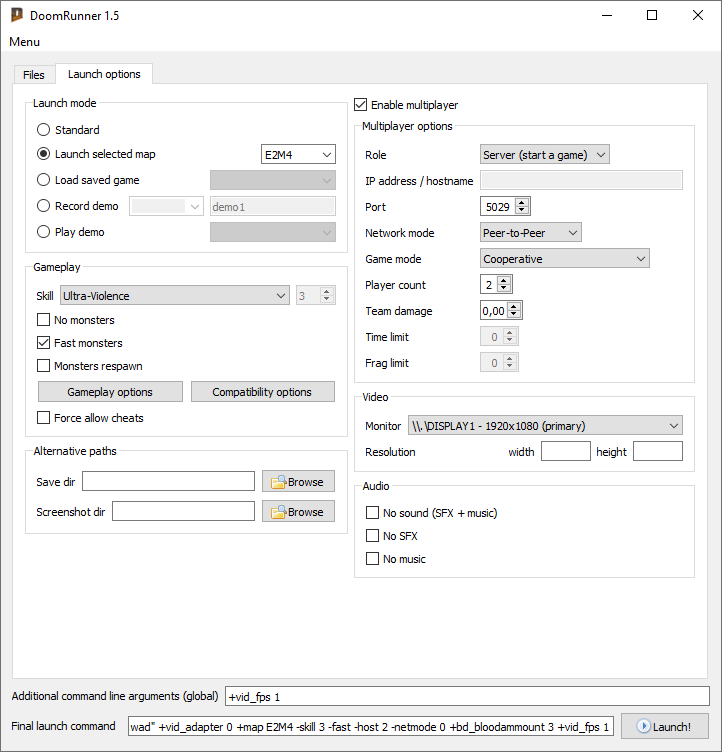 DoomRunner 1.5
Menu
Files
Launch options
Launch mode
Standard
Launch selected map E2M4
Load saved game
Record demo demo1
Play demo
Gameplay
Skill Ultra-Violence 3
No monsters
Fast monsters
Monsters respawn
Gameplay options Compatibility options
Force allow cheats
Alternative paths
Save dir Browse
Screenshot dir Browse
Enable multiplayer
Multiplayer options
Role Server (start a game)
IP address / hostname
Port 5029
Network mode Peer-to-Peer
Game mode Cooperative
Player count 2
Team damage 0,00
Time limit 0
Frag limit 0
Video
Monitor \\.\DISPLAY1 - 1920x1080 (primary)
Resolution width height
Audio
No sound (SFX + music)
No SFX
No music
Additional command line arguments (global) +vid_fps 1
Final launch command wad" +vid_adapter 0 +map E2M4 -skill 3 -fast -host 2 -netmode 0 +bd_bloodammount 3 +vid_fps 1 Launch!